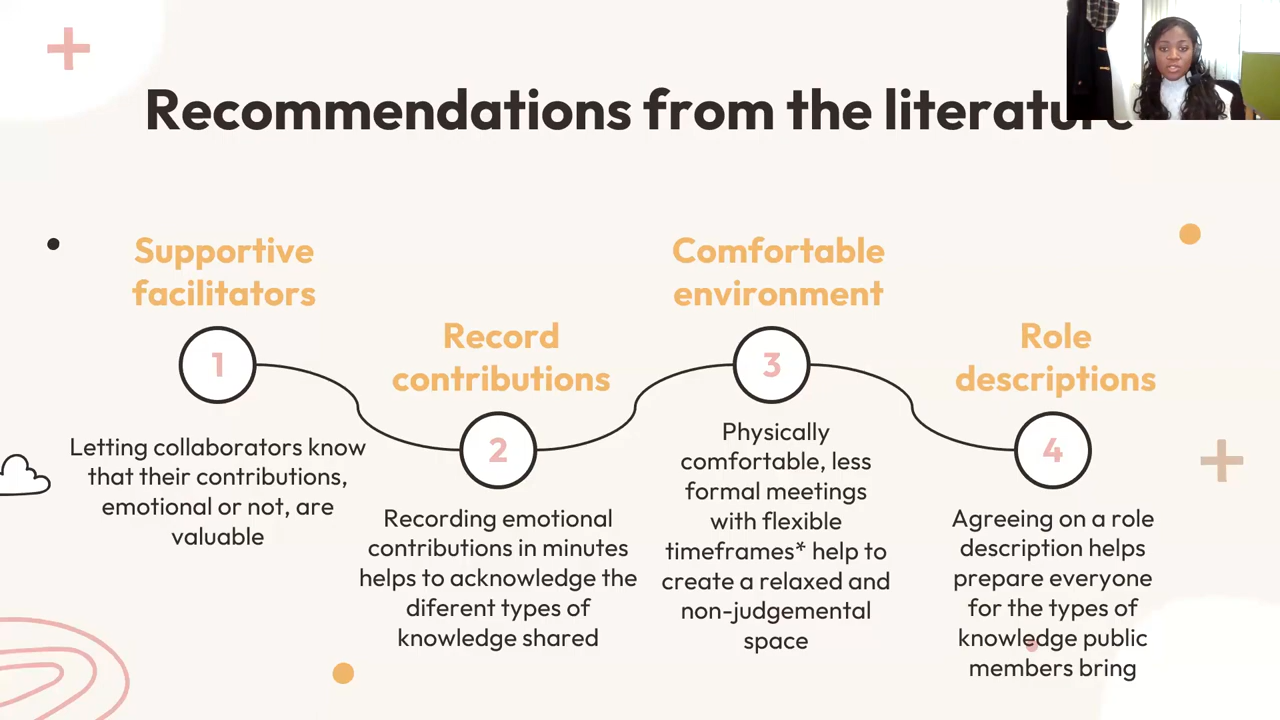 Recommendations from the literature
Supportive
facilitators
1
Letting collaborators know
that their contributions,
emotional or not, are
valuable
Record
contributions
2
Recording emotional
contributions in minutes
helps to acknowledge the
diferent types of
knowledge shared
Comfortable
environment
3
Physically
comfortable, less
formal meetings
with flexible
timeframes* help to
create a relaxed and
non-judgemental
space
Role
descriptions
4
Agreeing on a role
description helps
prepare everyone
for the types of
knowledge public
members bring